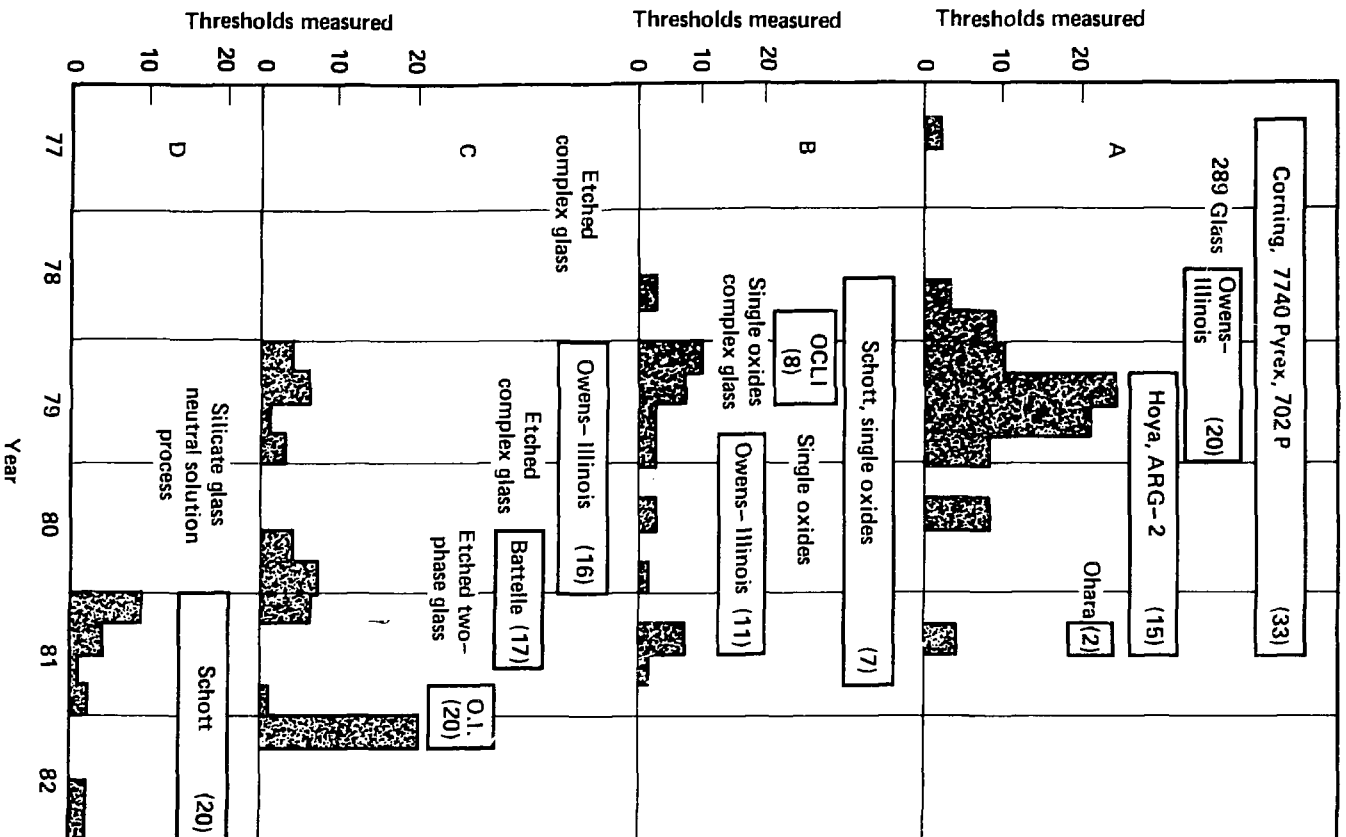 Thresholds measured
0
10
20
A
Corning, 7740 Pyrex, 702 P (33)
289 Glass
Owens–
Illinois (20)
Hoya, ARG–2 (15)
Ohara (2)
Thresholds measured
0
10
20
B
Schott, single oxides (7)
OCLI
(8)
Single oxides
complex glass
Single oxides
Owens–Illinois (11)
Thresholds measured
0
10
20
C
Etched
complex glass
Owens–Illinois (16)
Etched
complex glass
Battelle (17)
Etched two–
phase glass
O.I.
(20)
0
10
20
D
Silicate glass
neutral solution
process
Schott (20)
77
78
79
80
81
82
Year